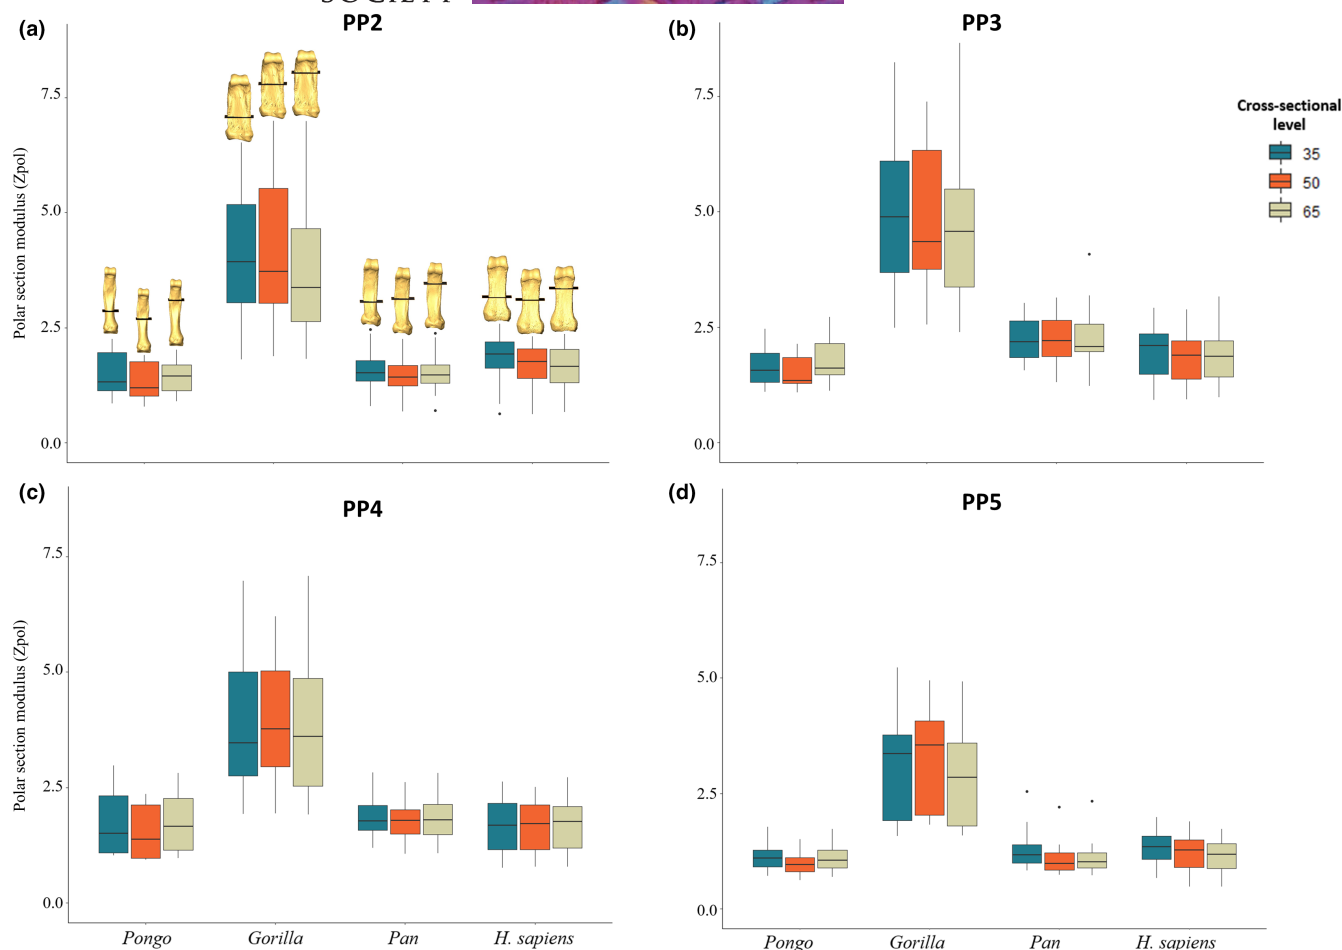 SOCIETY
(a)
PP2
Polar section modulus (Zpol)
7.5
5.0
2.5
0.0
(b)
PP3
7.5
5.0
2.5
0.0
Cross-sectional
level
35
50
65
(c)
PP4
Polar section modulus (Zpol)
7.5
5.0
2.5
0.0
Pongo Gorilla Pan H. sapiens
(d)
PP5
7.5
5.0
2.5
0.0
Pongo Gorilla Pan H. sapiens